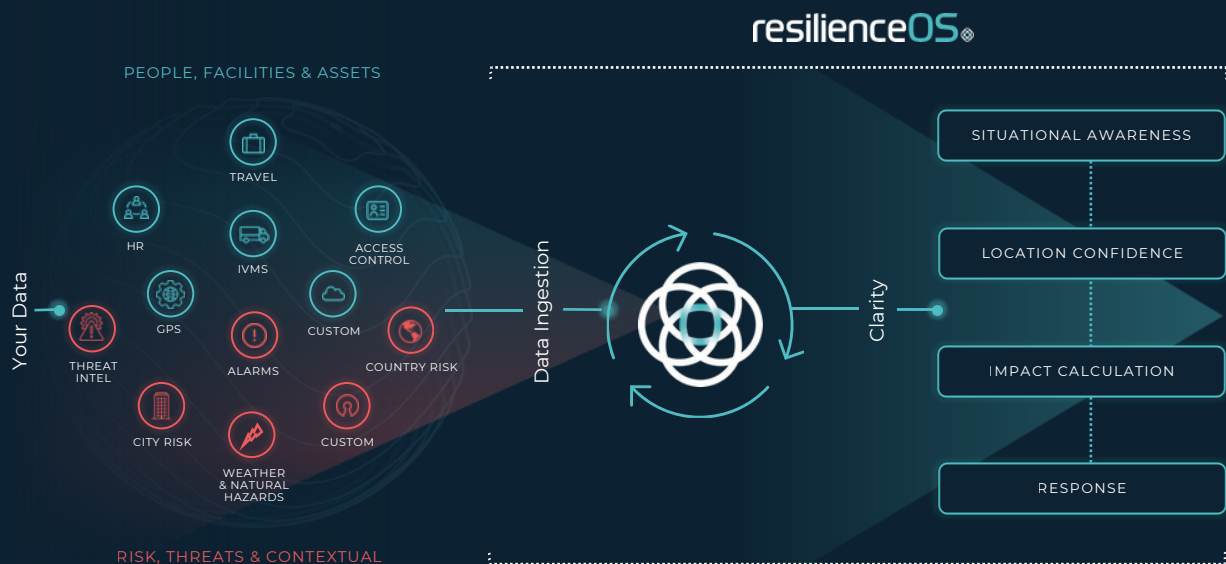 resilienceOS
PEOPLE, FACILITIES & ASSETS
TRAVEL
HR
IVMS
ACCESS
CONTROL
GPS
CUSTOM
THREAT
INTEL
ALARMS
COUNTRY RISK
CITY RISK
CUSTOM
WEATHER
& NATURAL
HAZARDS
RISK, THREATS & CONTEXTUAL
Your Data
Data Ingestion
Clarity
SITUATIONAL AWARENESS
LOCATION CONFIDENCE
IMPACT CALCULATION
RESPONSE